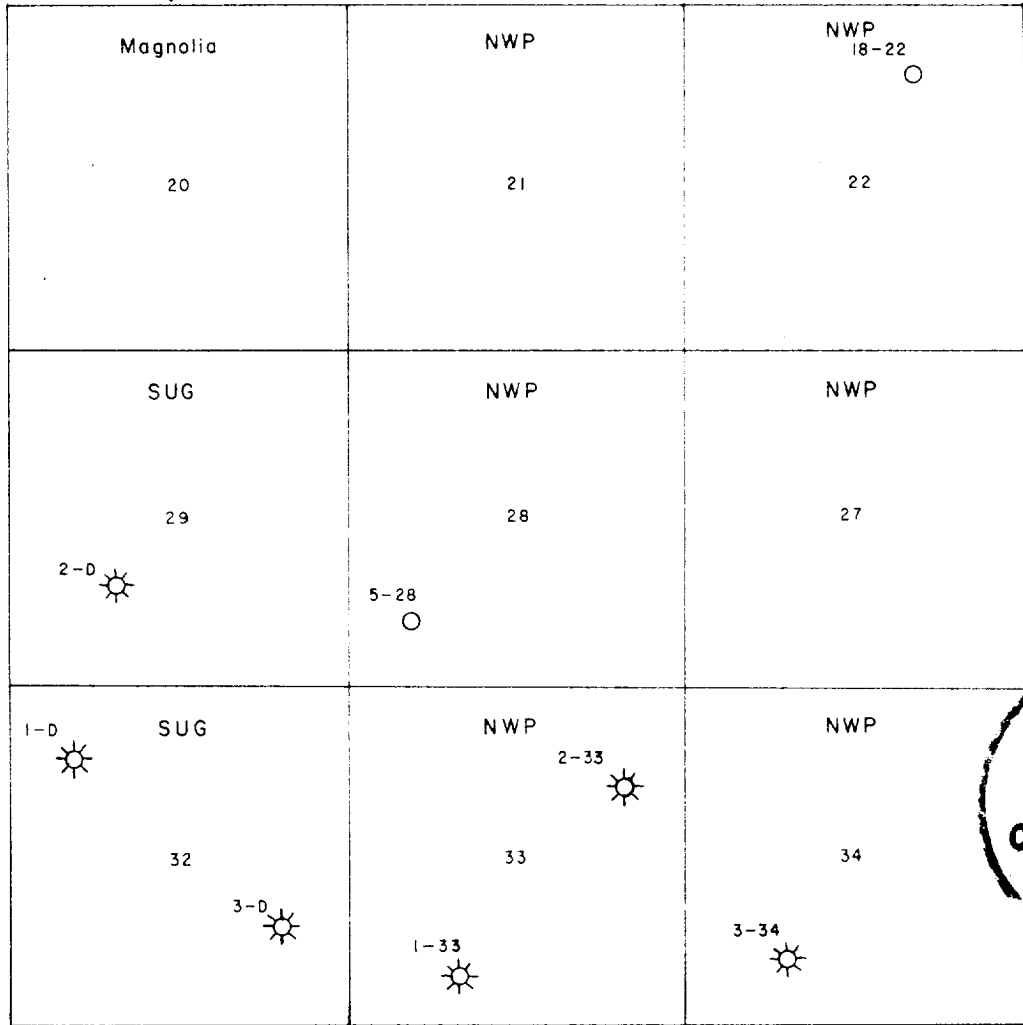 Magnolia
NWP
NWP
18-22
20
21
22
SUG
NWP
NWP
29
28
27
2-D
5-28
SUG
NWP
NWP
1-D
2-33
32
33
34
3-D
1-33
3-34